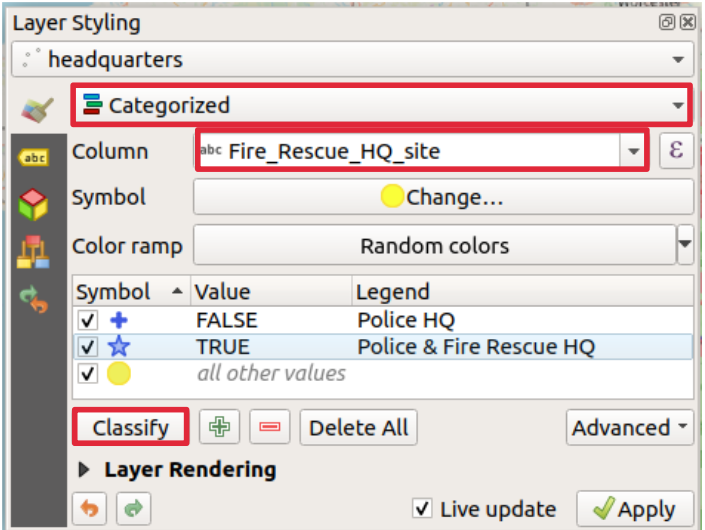 Layer Styling
headquarters
Categorized
abc
Column
abc Fire_Rescue_HQ_site
ε
Symbol
Change...
Color ramp
Random colors
Symbol Value Legend
FALSE Police HQ
TRUE Police & Fire Rescue HQ
all other values
Classify
Delete All
Advanced
Layer Rendering
Live update
Apply